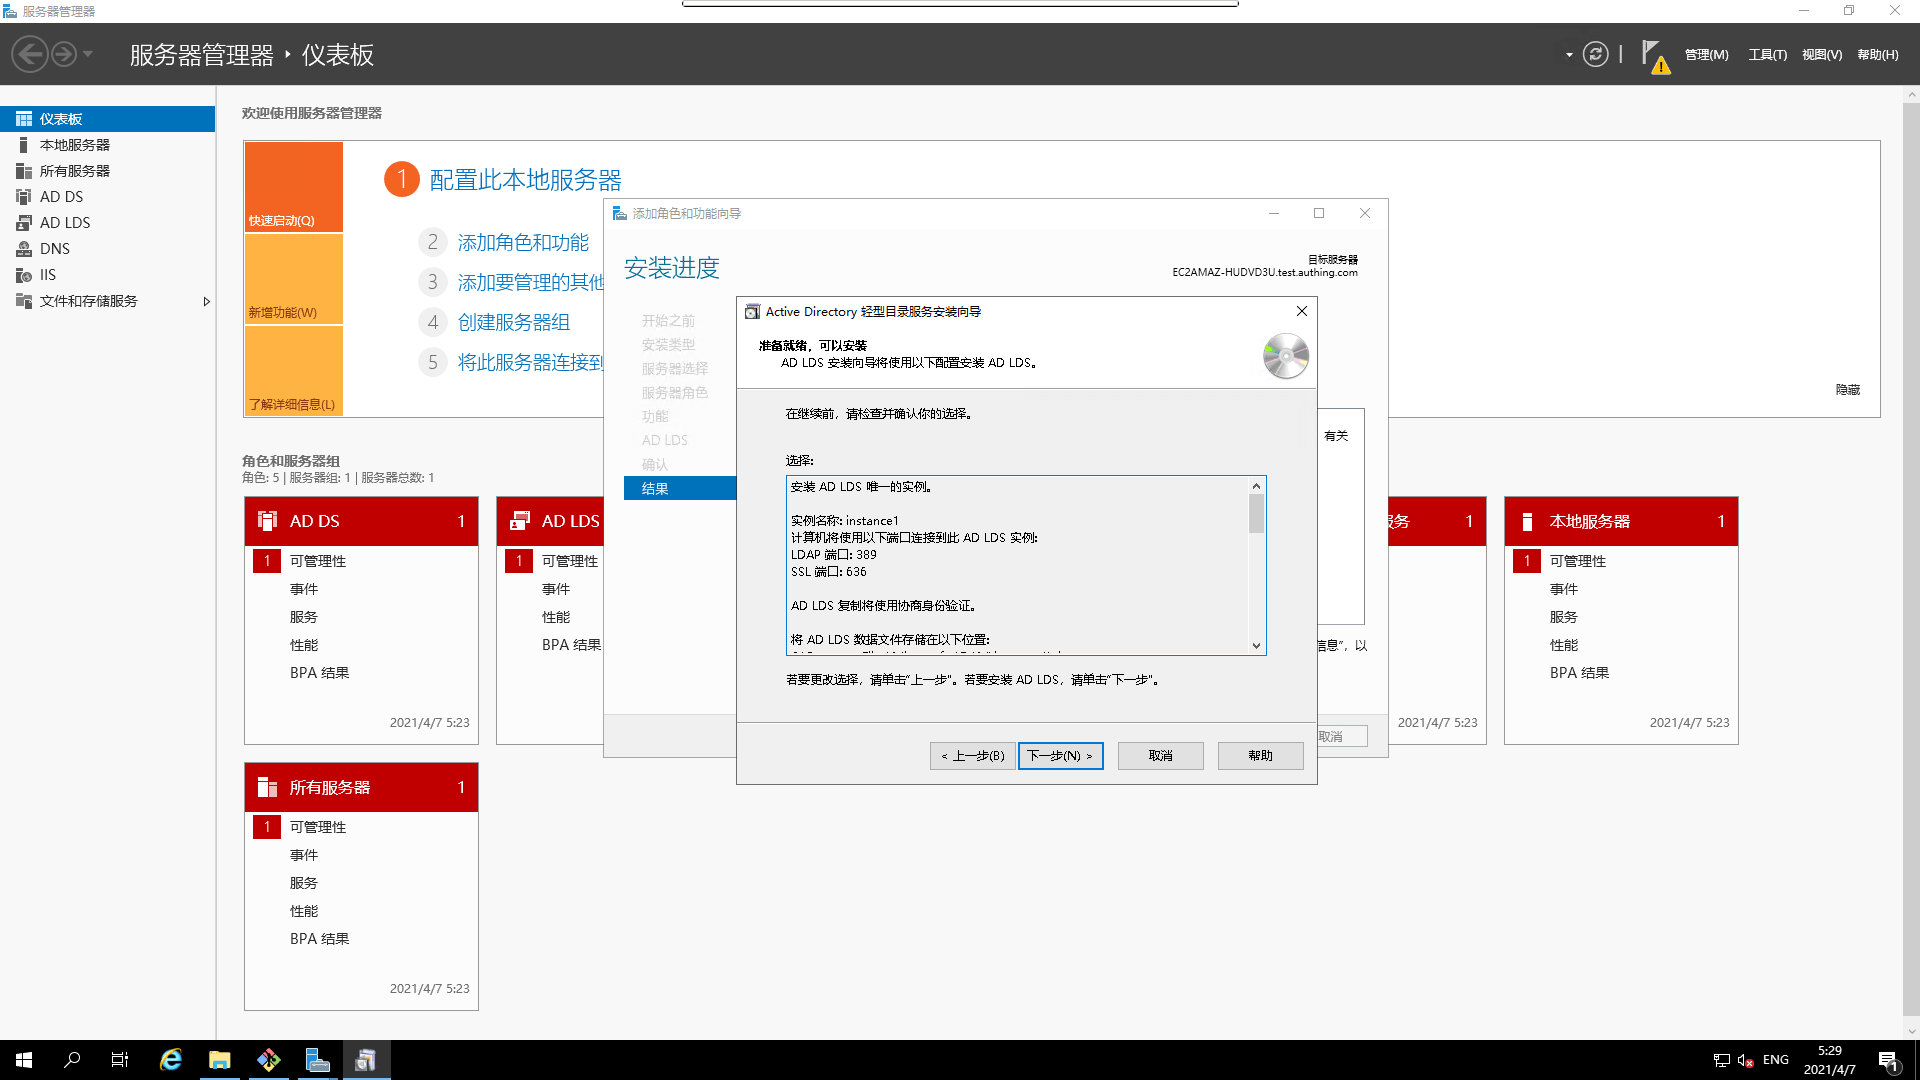 服务器管理器
服务器管理器 ‣ 仪表板
管理(M) 工具(T) 视图(V) 帮助(H)
仪表板
本地服务器
所有服务器
AD DS
AD LDS
DNS
IIS
文件和存储服务
欢迎使用服务器管理器
快速启动(Q)
新增功能(W)
了解详细信息(L)
1 配置此本地服务器
2 添加角色和功能
3 添加要管理的其他
4 创建服务器组
5 将此服务器连接到
隐藏
角色和服务器组
角色: 5 | 服务器组: 1 | 服务器总数: 1
AD DS 1
1 可管理性
事件
服务
性能
BPA 结果
2021/4/7 5:23
AD LDS
1 可管理性
事件
性能
BPA 结果
服务 1
2021/4/7 5:23
本地服务器 1
1 可管理性
事件
服务
性能
BPA 结果
2021/4/7 5:23
所有服务器 1
1 可管理性
事件
服务
性能
BPA 结果
2021/4/7 5:23
添加角色和功能向导
安装进度
目标服务器
EC2AMAZ-HUDVD3U.test.authing.com
开始之前
安装类型
服务器选择
服务器角色
功能
AD LDS
确认
结果
有关
信息”，以
取消
Active Directory 轻型目录服务安装向导
准备就绪，可以安装
AD LDS 安装向导将使用以下配置安装 AD LDS。
在继续前，请检查并确认你的选择。
选择:
安装 AD LDS 唯一的实例。
实例名称: instance1
计算机将使用以下端口连接到此 AD LDS 实例:
LDAP 端口: 389
SSL 端口: 636
AD LDS 复制将使用协商身份验证。
将 AD LDS 数据文件存储在以下位置:
若要更改选择，请单击“上一步”。若要安装 AD LDS，请单击“下一步”。
< 上一步(B) 下一步(N) > 取消 帮助
ENG
5:29
2021/4/7
1